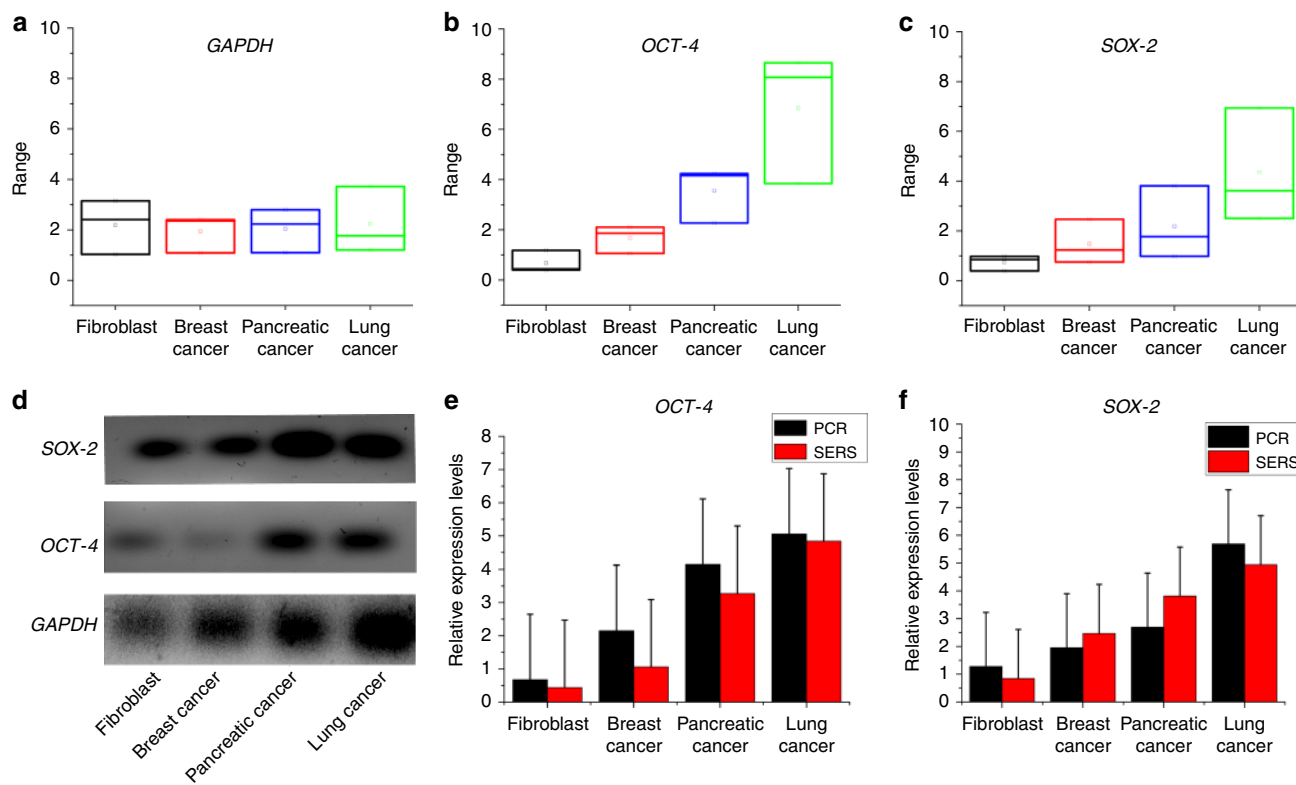 a
GAPDH
10
8
6
4
2
0
Range
Fibroblast
Breast
cancer
Pancreatic
cancer
Lung
cancer
b
OCT-4
10
8
6
4
2
0
Range
Fibroblast
Breast
cancer
Pancreatic
cancer
Lung
cancer
c
SOX-2
10
8
6
4
2
0
Range
Fibroblast
Breast
cancer
Pancreatic
cancer
Lung
cancer
d
SOX-2
OCT-4
GAPDH
Fibroblast
Breast cancer
Pancreatic cancer
Lung cancer
e
OCT-4
PCR
SERS
8
7
6
5
4
3
2
1
0
Relative expression levels
Fibroblast
Breast
cancer
Pancreatic
cancer
Lung
cancer
f
SOX-2
PCR
SERS
10
9
8
7
6
5
4
3
2
1
0
Relative expression levels
Fibroblast
Breast
cancer
Pancreatic
cancer
Lung
cancer